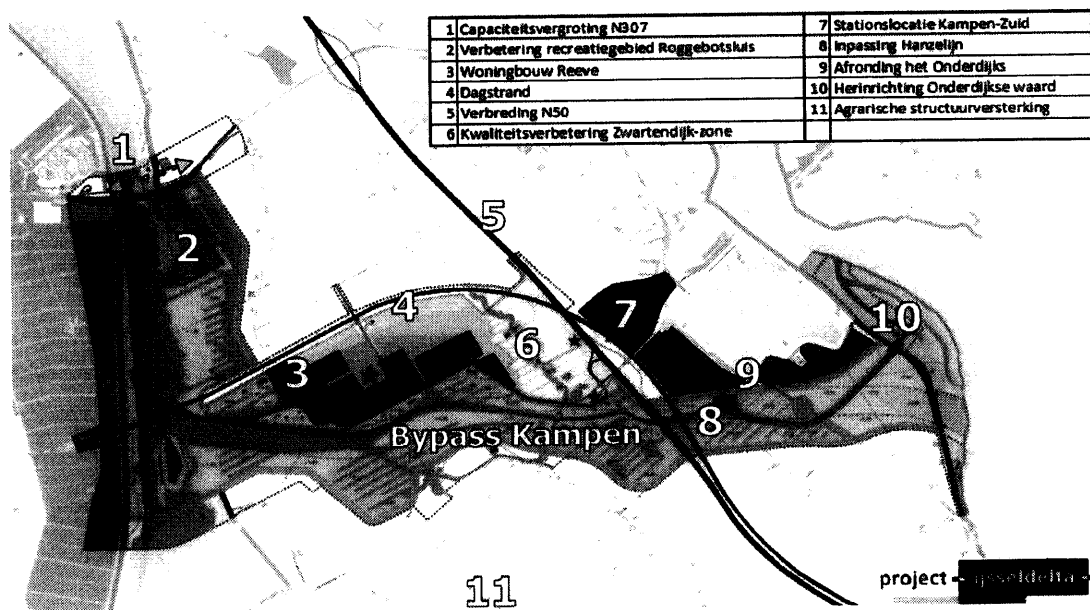 1 Capaciteitsvergroting N307
2 Verbetering recreatiegebied Roggebotsluis
3 Woningbouw Reeve
4 Dagstrand
5 Verbreding N50
6 Kwaliteitsverbetering Zwartendijk-zone
7 Stationslocatie Kampen-Zuid
8 Inpassing Hanzelijn
9 Afronding het Onderdijks
10 Herinrichting Onderdijkse waard
11 Agrarische structuurversterking
1
2
5
4
7
10
6
3
9
8
Bypass Kampen
11
project - ijsseldelta -